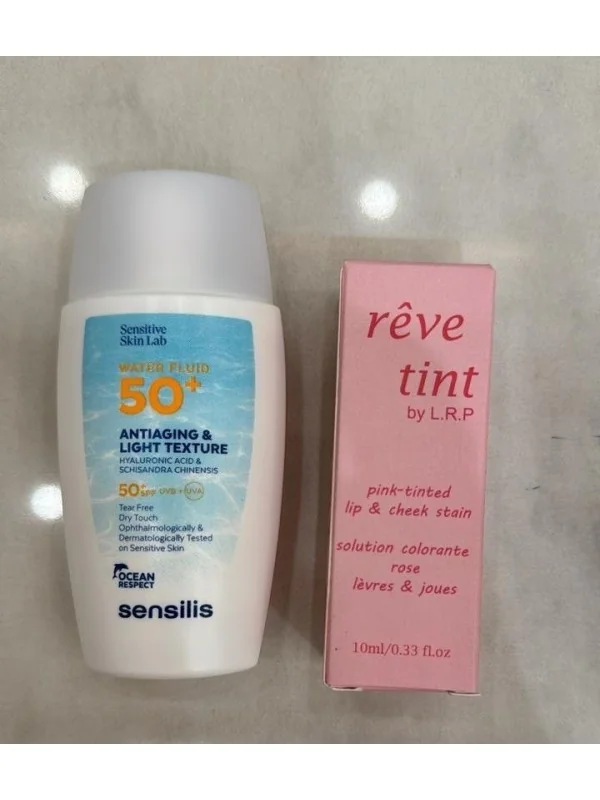 Sensitive
Skin Lab
WATER FLUID
50+
ANTIAGING &
LIGHT TEXTURE
HYALURONIC ACID &
SCHISANDRA CHINENSIS
50+ SPF UVB + UVA
Tear Free
Dry Touch
Ophthalmologically &
Dermatologically Tested
on Sensitive Skin
OCEAN
RESPECT
sensilis
rêve
tint
by L.R.P
pink-tinted
lip & cheek stain
solution colorante
rose
lèvres & joues
10ml/0.33 fl.oz